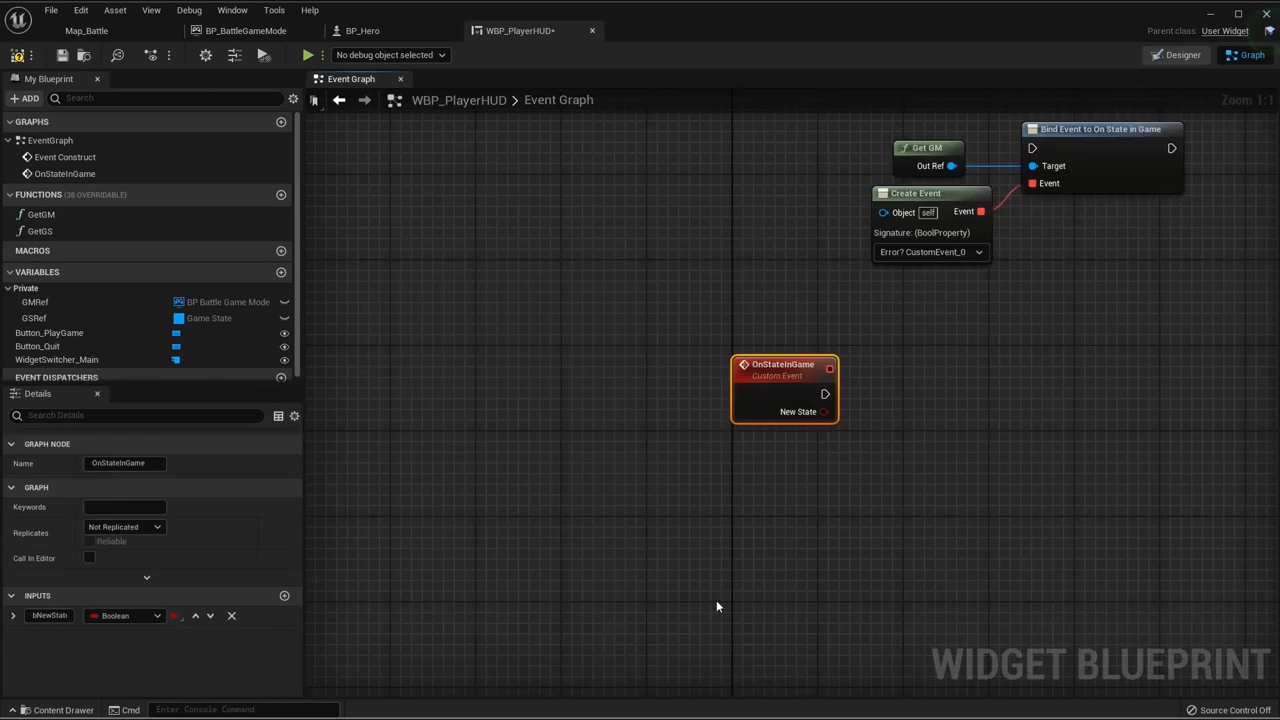 File Edit Asset View Debug Window Tools Help
Map_Battle BP_BattleGameMode BP_Hero WBP_PlayerHUD• Parent class: User Widget
No debug object selected Designer Graph
My Blueprint Event Graph
ADD Search WBP_PlayerHUD > Event Graph Zoom 1:1
GRAPHS
EventGraph
Event Construct
OnStateInGame
FUNCTIONS (38 OVERRIDABLE)
GetGM
GetGS
MACROS
VARIABLES
Private
GMRef BP Battle Game Mode
GSRef Game State
Button_PlayGame
Button_Quit
WidgetSwitcher_Main
EVENT DISPATCHERS
Details
Search Details
GRAPH NODE
Name OnStateInGame
GRAPH
Keywords
Replicates Not Replicated
Reliable
Call In Editor
INPUTS
bNewState Boolean
Bind Event to On State in Game
Target
Event
f Get GM
Out Ref
Create Event
Object self Event
Signature: (BoolProperty)
Error? CustomEvent_0
OnStateInGame
Custom Event
New State
WIDGET BLUEPRINT
Content Drawer Cmd Enter Console Command Source Control Off